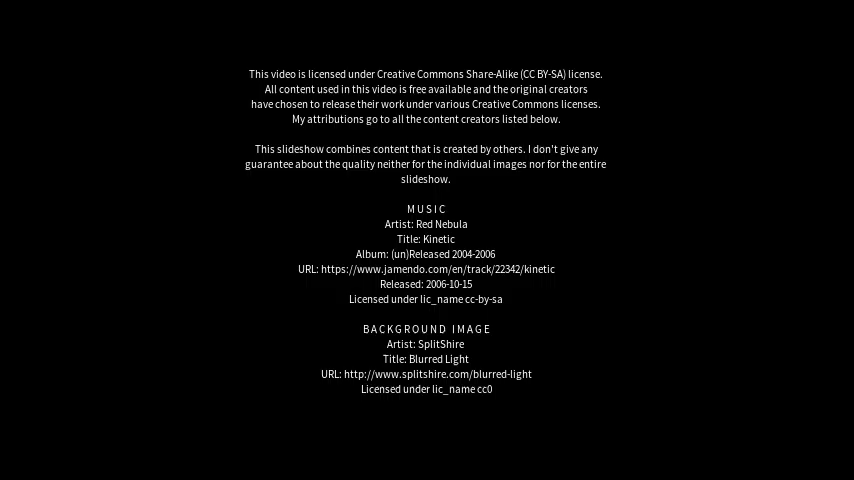 This video is licensed under Creative Commons Share-Alike (CC BY-SA) license.
All content used in this video is free available and the original creators
have chosen to release their work under various Creative Commons licenses.
My attributions go to all the content creators listed below.
This slideshow combines content that is created by others. I don't give any
guarantee about the quality neither for the individual images nor for the entire
slideshow.
MUSIC
Artist: Red Nebula
Title: Kinetic
Album: (un)Released 2004-2006
URL: https://www.jamendo.com/en/track/22342/kinetic
Released: 2006-10-15
Licensed under lic_name cc-by-sa
BACKGROUND IMAGE
Artist: SplitShire
Title: Blurred Light
URL: http://www.splitshire.com/blurred-light
Licensed under lic_name cc0